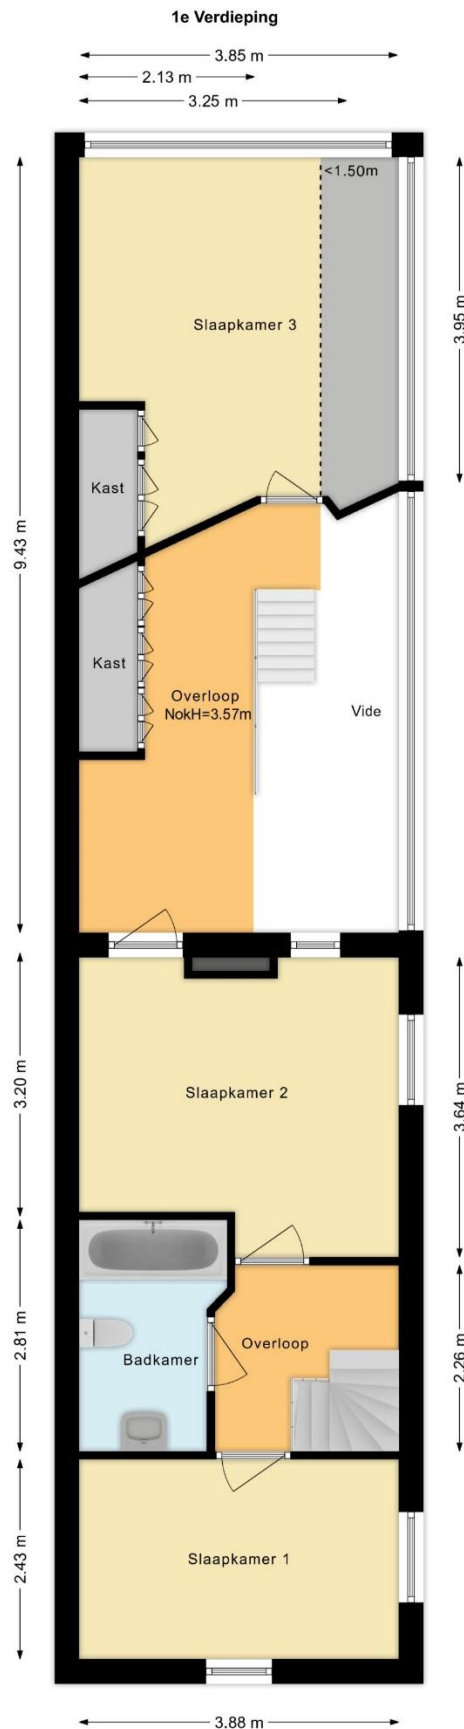 1e Verdieping
3.85 m
2.13 m
3.25 m
<1.50m
Slaapkamer 3
3.95 m
9.43 m
Kast
Kast
Overloop
NokH=3.57m
Vide
3.20 m
Slaapkamer 2
3.64 m
2.81 m
Badkamer
Overloop
2.26 m
2.43 m
Slaapkamer 1
3.88 m